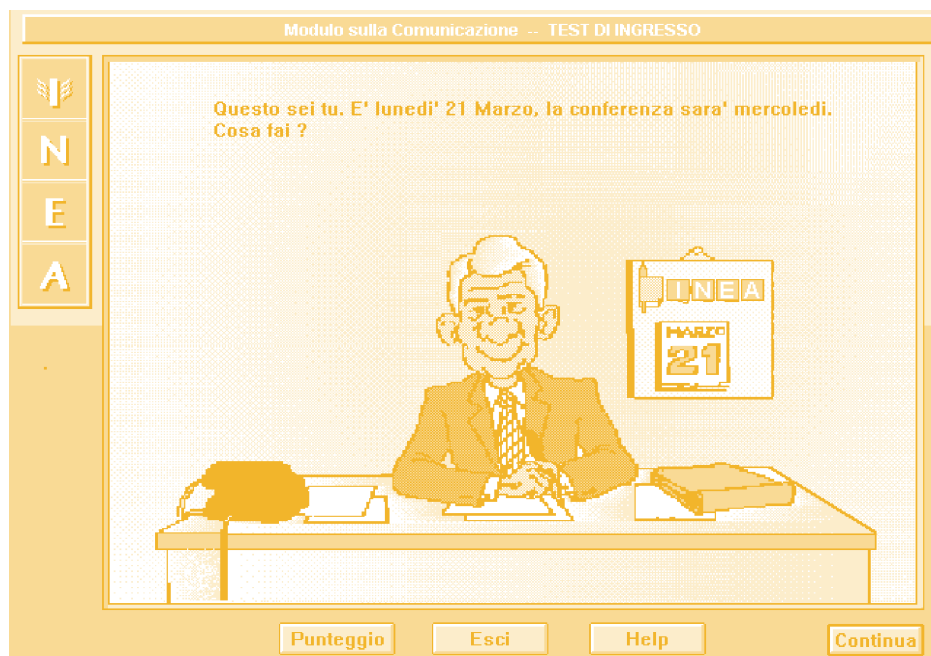 Modulo sulla Comunicazione -- TEST DI INGRESSO
I
N
E
A
Questo sei tu. E' lunedi' 21 Marzo, la conferenza sara' mercoledi.
Cosa fai ?
INEA
MARZO
21
Punteggio Esci Help Continua